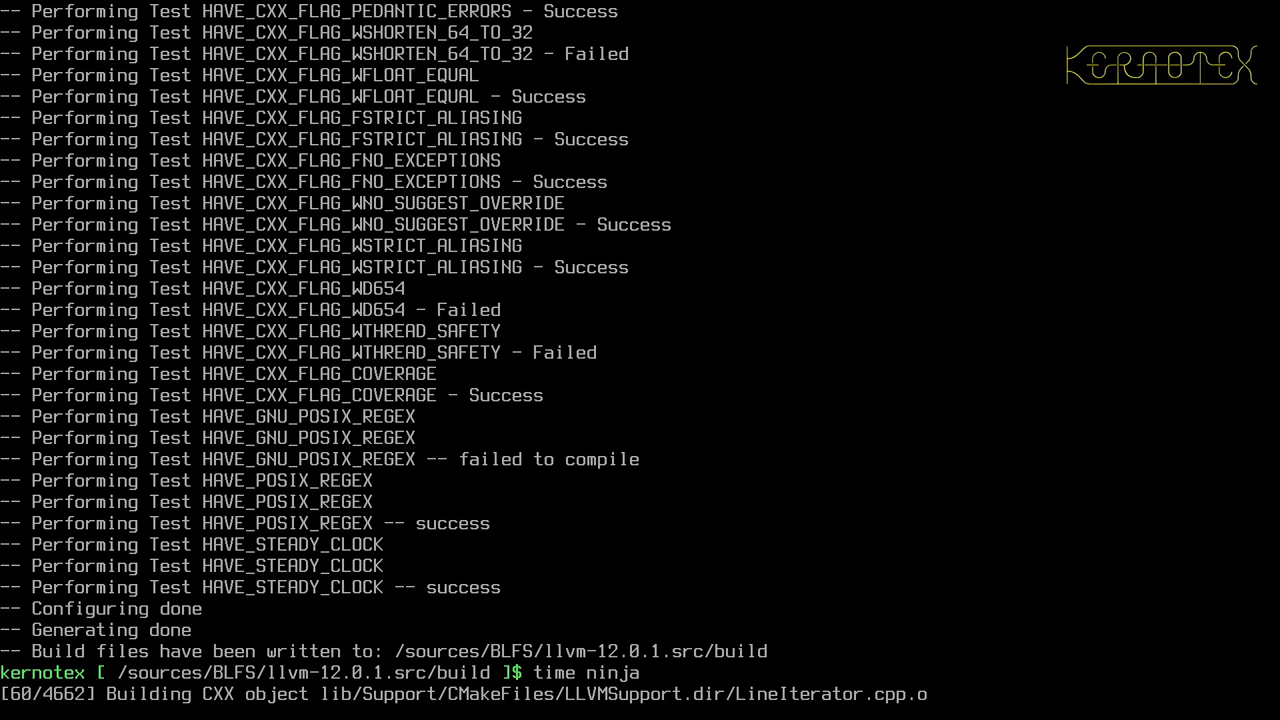 -- Performing Test HAVE_CXX_FLAG_PEDANTIC_ERRORS - Success
-- Performing Test HAVE_CXX_FLAG_WSHORTEN_64_TO_32
-- Performing Test HAVE_CXX_FLAG_WSHORTEN_64_TO_32 - Failed
KERNOTEX
-- Performing Test HAVE_CXX_FLAG_WFLOAT_EQUAL
-- Performing Test HAVE_CXX_FLAG_WFLOAT_EQUAL - Success
-- Performing Test HAVE_CXX_FLAG_FSTRICT_ALIASING
-- Performing Test HAVE_CXX_FLAG_FSTRICT_ALIASING - Success
-- Performing Test HAVE_CXX_FLAG_FNO_EXCEPTIONS
-- Performing Test HAVE_CXX_FLAG_FNO_EXCEPTIONS - Success
-- Performing Test HAVE_CXX_FLAG_WNO_SUGGEST_OVERRIDE
-- Performing Test HAVE_CXX_FLAG_WNO_SUGGEST_OVERRIDE - Success
-- Performing Test HAVE_CXX_FLAG_WSTRICT_ALIASING
-- Performing Test HAVE_CXX_FLAG_WSTRICT_ALIASING - Success
-- Performing Test HAVE_CXX_FLAG_WD654
-- Performing Test HAVE_CXX_FLAG_WD654 - Failed
-- Performing Test HAVE_CXX_FLAG_WTHREAD_SAFETY
-- Performing Test HAVE_CXX_FLAG_WTHREAD_SAFETY - Failed
-- Performing Test HAVE_CXX_FLAG_COVERAGE
-- Performing Test HAVE_CXX_FLAG_COVERAGE - Success
-- Performing Test HAVE_GNU_POSIX_REGEX
-- Performing Test HAVE_GNU_POSIX_REGEX
-- Performing Test HAVE_GNU_POSIX_REGEX -- failed to compile
-- Performing Test HAVE_POSIX_REGEX
-- Performing Test HAVE_POSIX_REGEX
-- Performing Test HAVE_POSIX_REGEX -- success
-- Performing Test HAVE_STEADY_CLOCK
-- Performing Test HAVE_STEADY_CLOCK
-- Performing Test HAVE_STEADY_CLOCK -- success
-- Configuring done
-- Generating done
-- Build files have been written to: /sources/BLFS/llvm-12.0.1.src/build
kernotex [ /sources/BLFS/llvm-12.0.1.src/build ]$ time ninja
[60/4662] Building CXX object lib/Support/CMakeFiles/LLVMSupport.dir/LineIterator.cpp.o